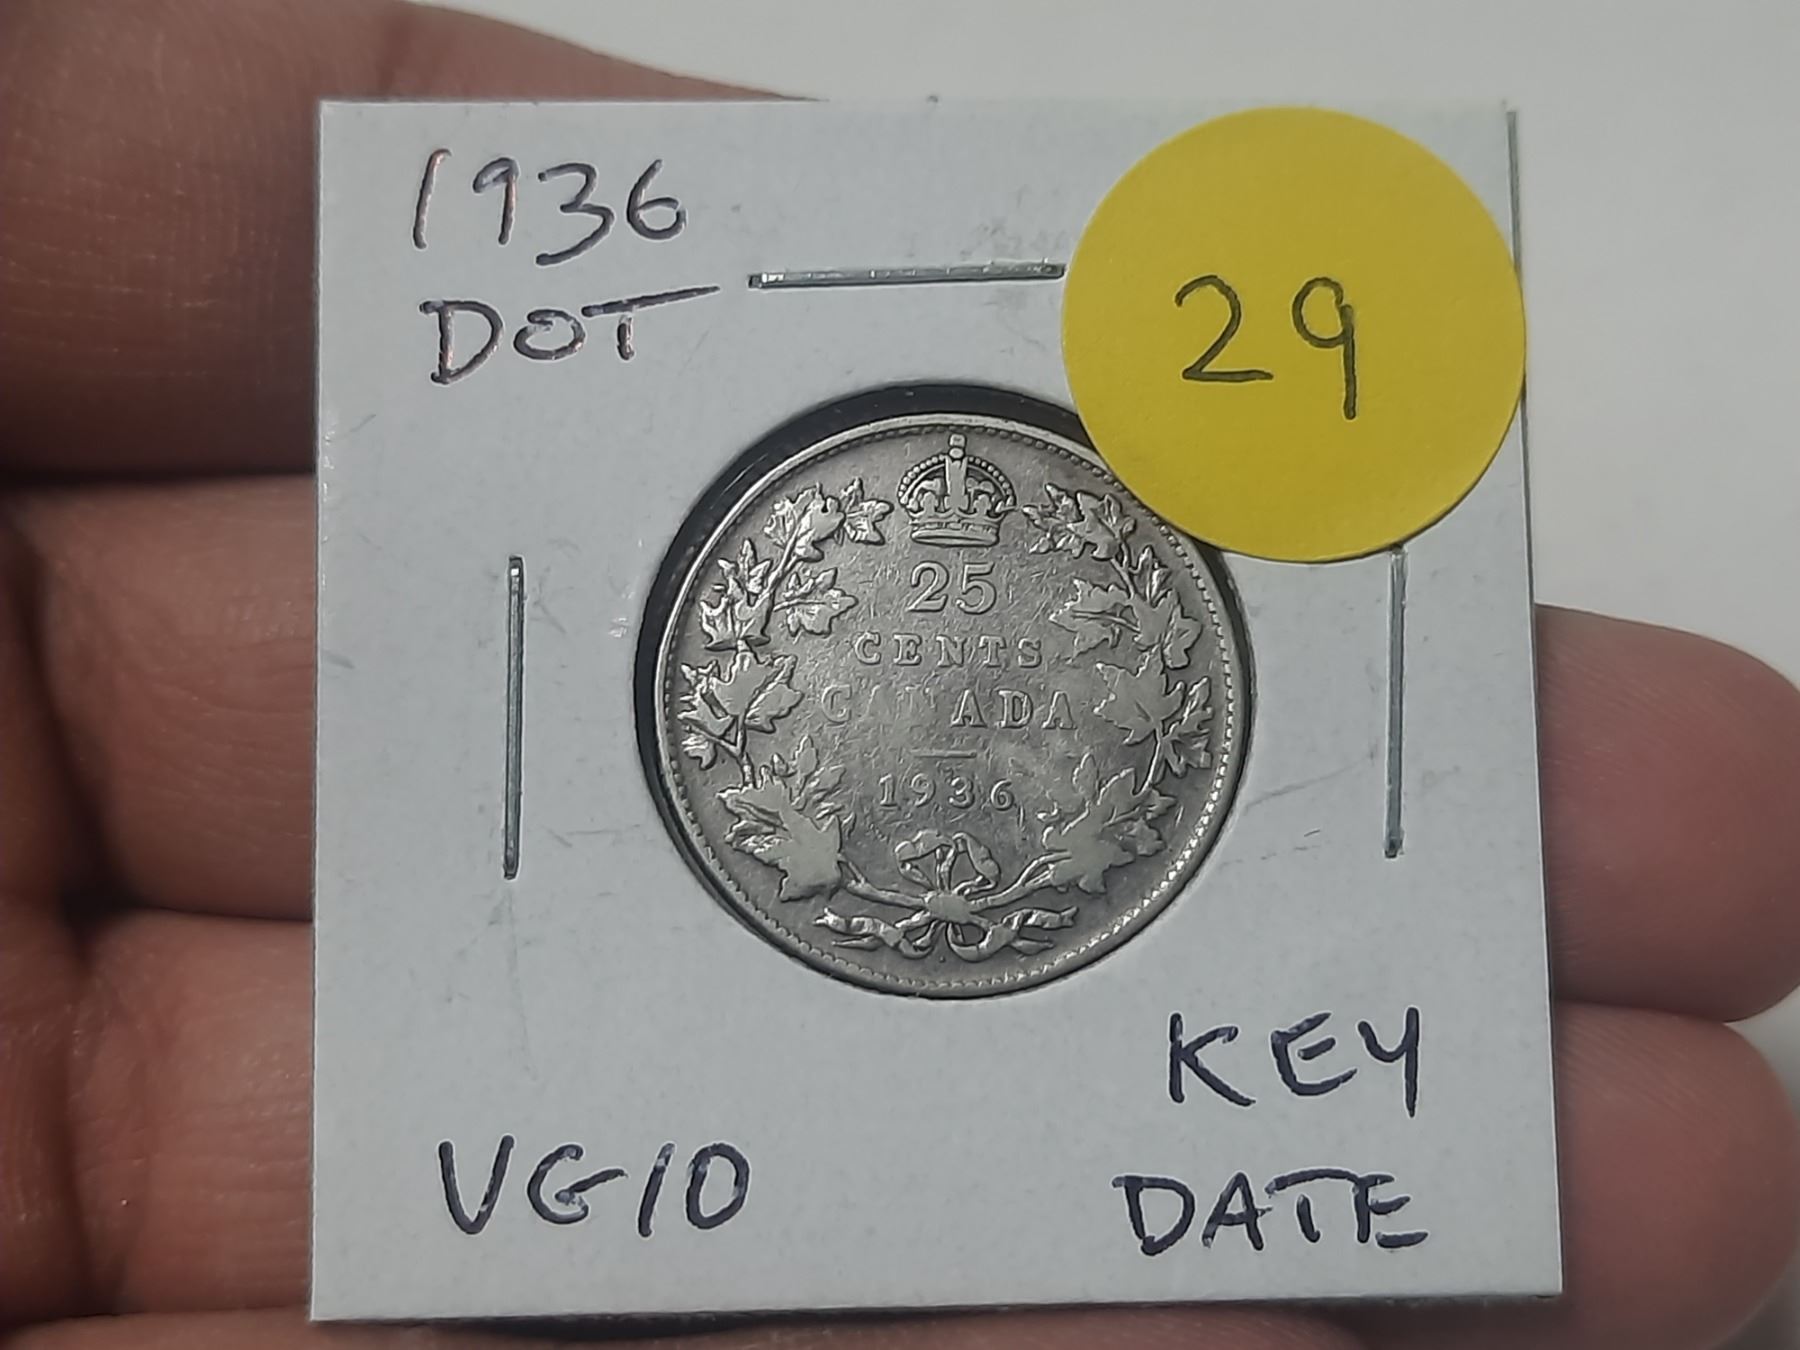 1936
DOT
29
25
CENTS
CANADA
1936
KEY
DATE
VG10